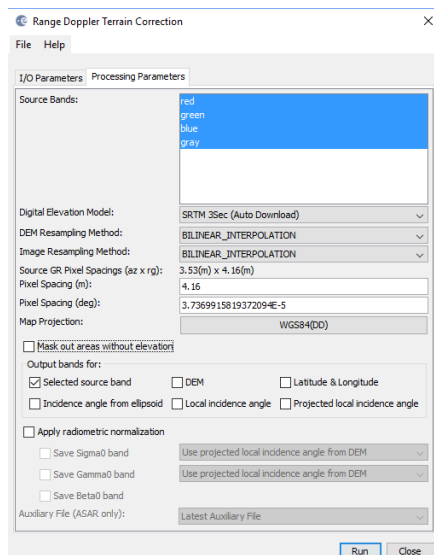 Range Doppler Terrain Correction
File Help
I/O Parameters Processing Parameters
Source Bands: red
green
blue
gray
Digital Elevation Model: SRTM 3Sec (Auto Download)
DEM Resampling Method: BILINEAR_INTERPOLATION
Image Resampling Method: BILINEAR_INTERPOLATION
Source GR Pixel Spacings (az x rg): 3.53(m) x 4.16(m)
Pixel Spacing (m): 4.16
Pixel Spacing (deg): 3.7369915819372094E-5
Map Projection: WGS84(DD)
Mask out areas without elevation
Output bands for:
Selected source band DEM Latitude & Longitude
Incidence angle from ellipsoid Local incidence angle Projected local incidence angle
Apply radiometric normalization
Save Sigma0 band Use projected local incidence angle from DEM
Save Gamma0 band Use projected local incidence angle from DEM
Save Beta0 band
Auxiliary File (ASAR only): Latest Auxiliary File
Run Close